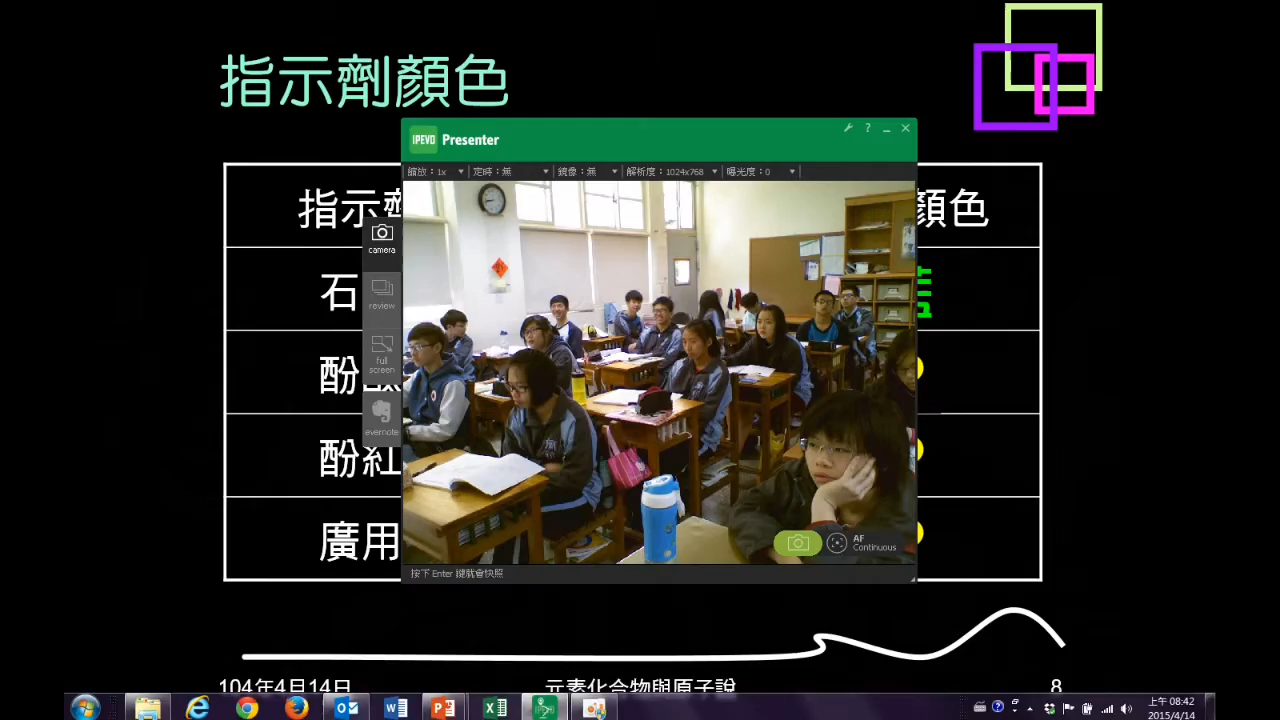 指示劑顏色
IPEVO Presenter
縮放：1x 定時：無 鏡像：無 解析度：1024x768 曝光度：0
指示
顏色
camera
石
review
full
screen
酚
evernote
酚紅
廣用
AF
Continuous
按下 Enter 鍵就會快照
104年4月14日 元素化合物與原子說 8
上午 08:42
2015/4/14